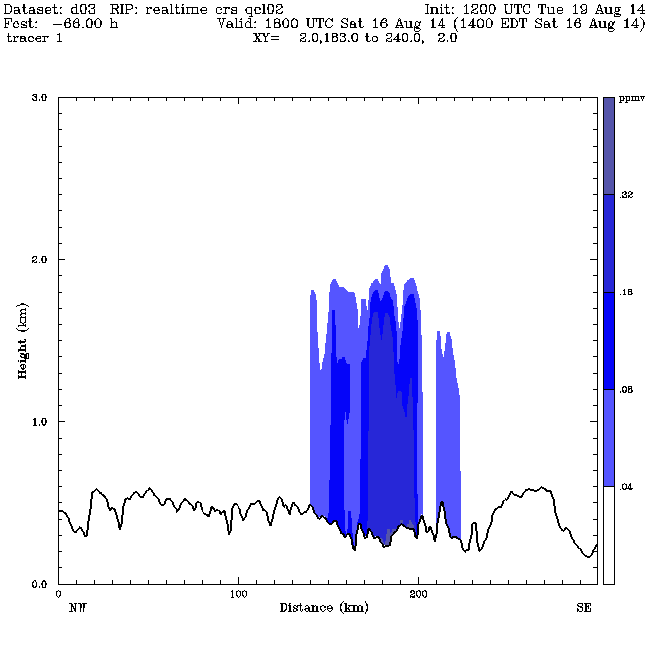 Dataset: d03 RIP: realtime crs qcl02 Init: 1200 UTC Tue 19 Aug 14
Fcst: -66.00 h Valid: 1800 UTC Sat 16 Aug 14 (1400 EDT Sat 16 Aug 14)
tracer 1 XY= 2.0,183.0 to 240.0, 2.0
3.0
ppmv
.32
2.0
.16
Height (km)
.08
1.0
.04
0.0
0 100 200
NW Distance (km) SE